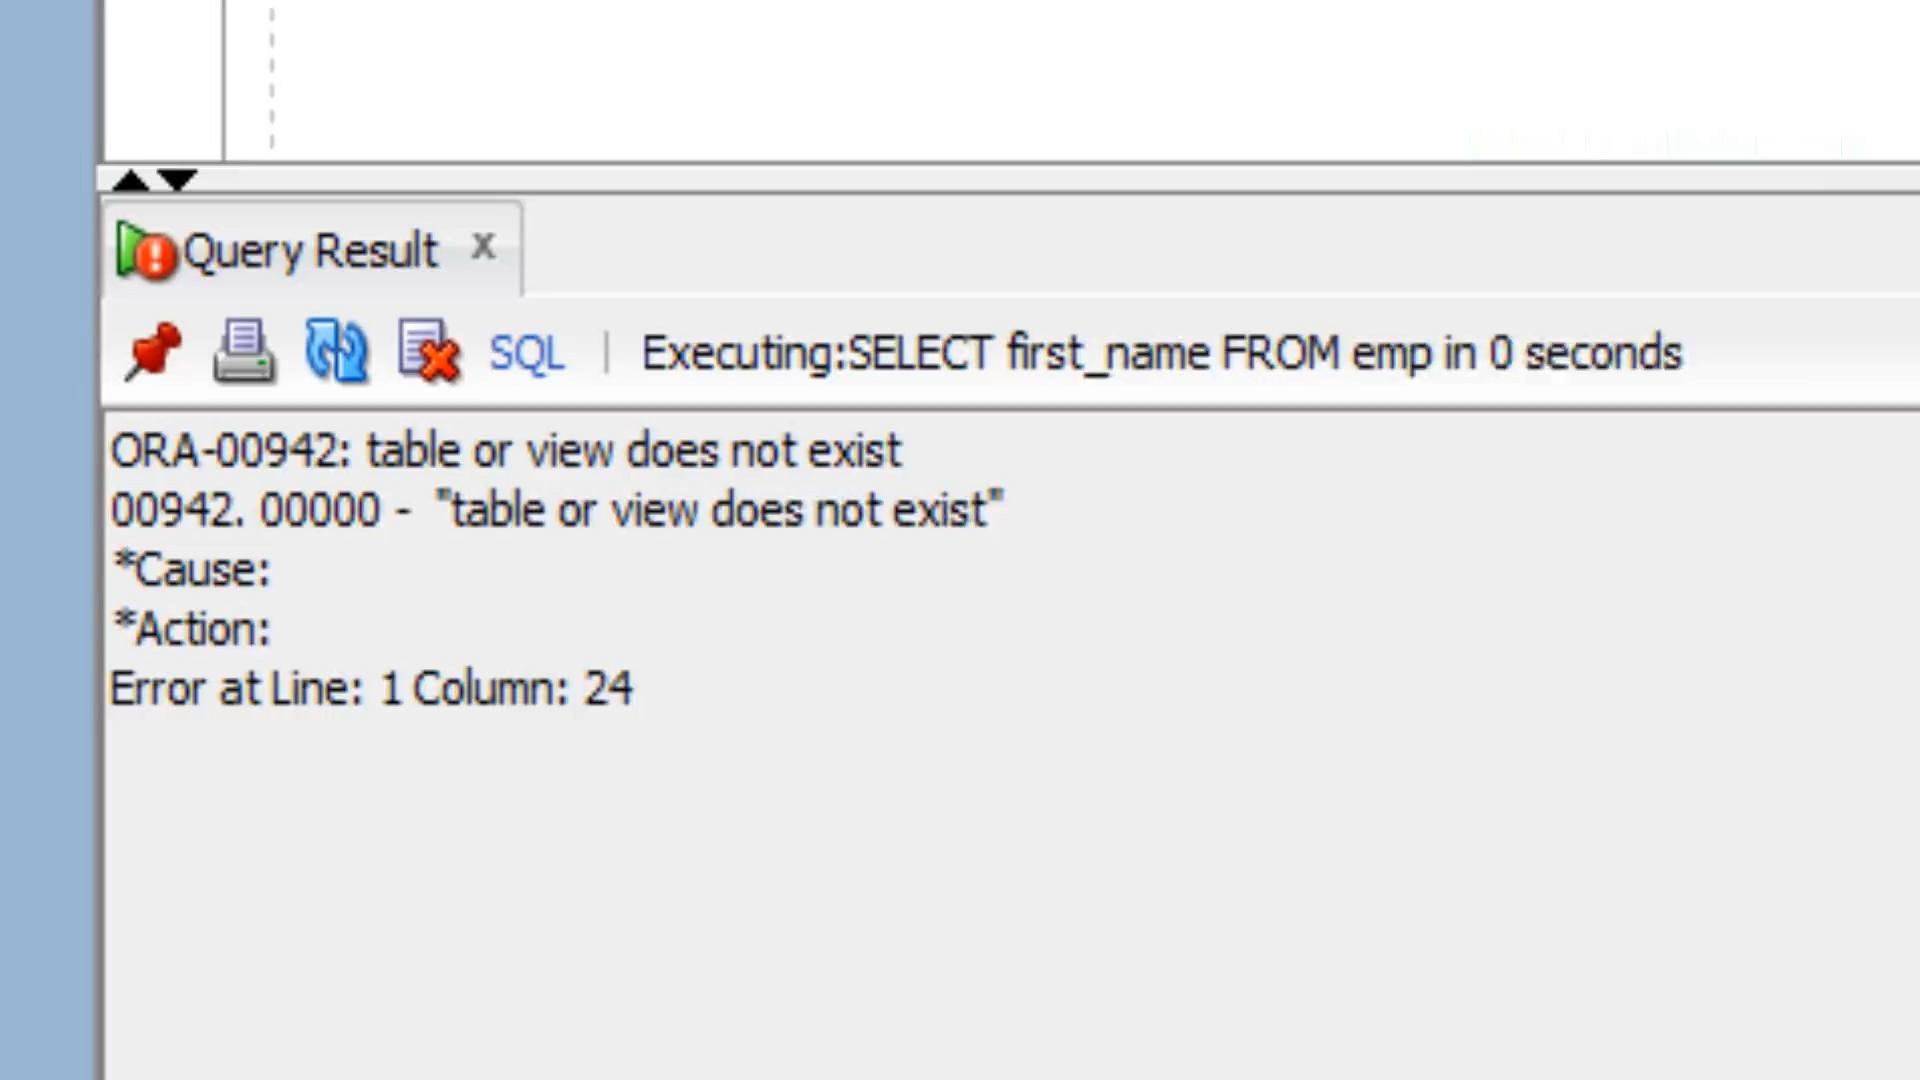 Query Result x
SQL | Executing:SELECT first_name FROM emp in 0 seconds
ORA-00942: table or view does not exist
00942. 00000 - "table or view does not exist"
*Cause:
*Action:
Error at Line: 1 Column: 24